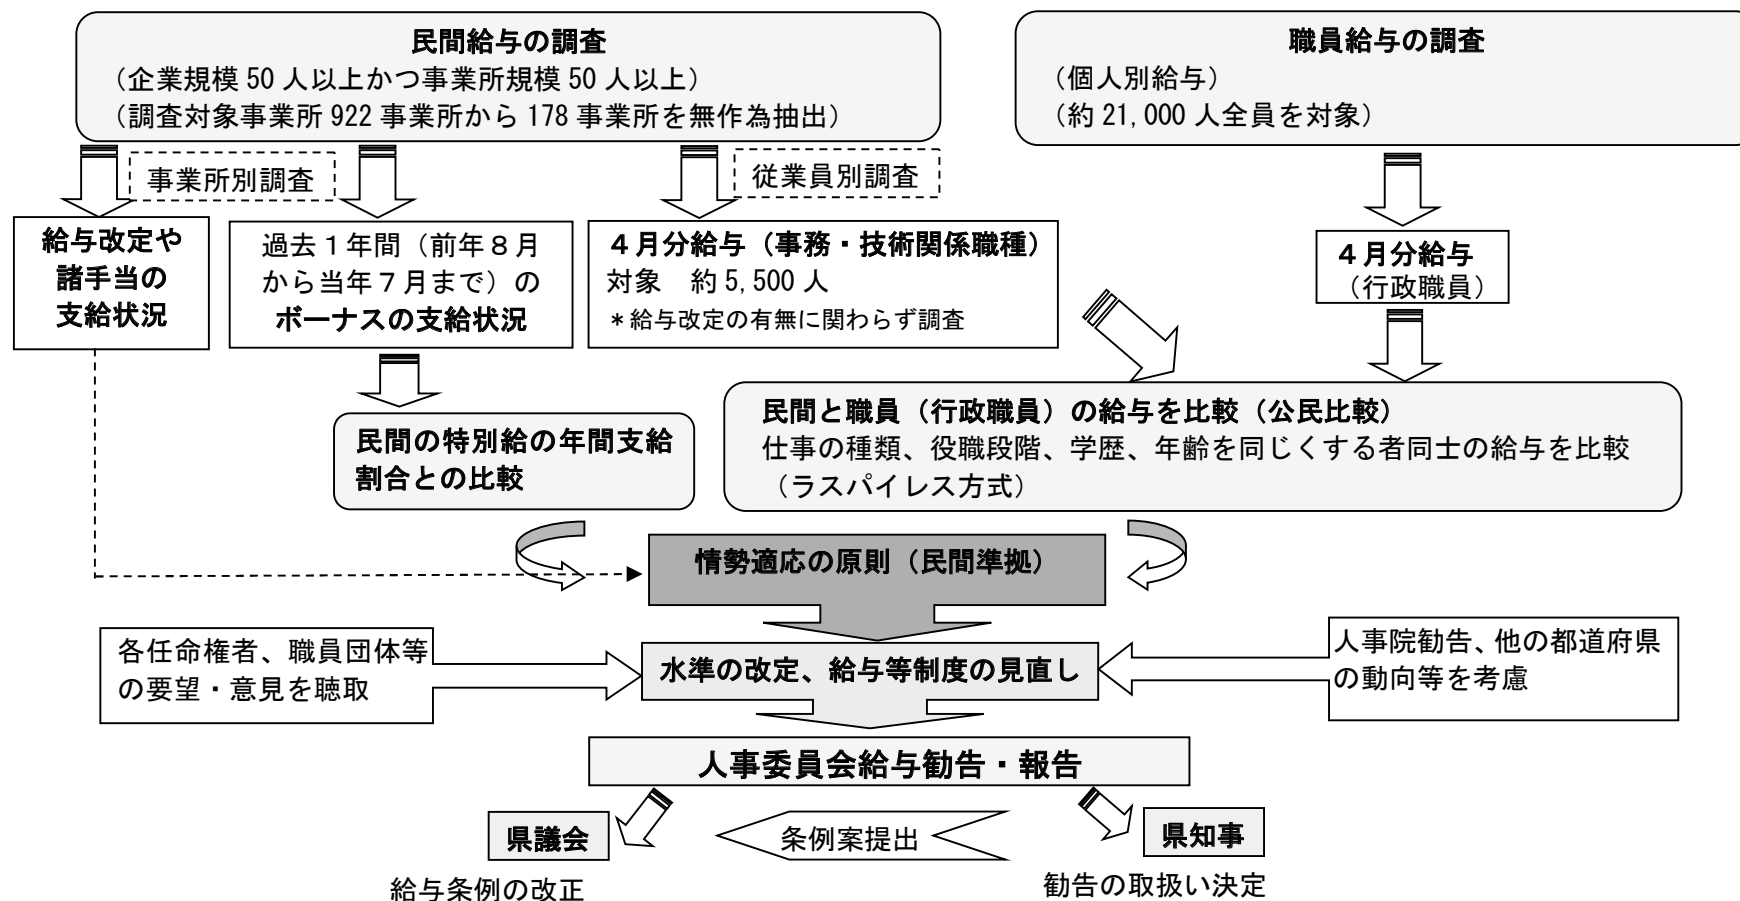 民間給与の調査
（企業規模 50 人以上かつ事業所規模 50 人以上）
（調査対象事業所 922 事業所から 178 事業所を無作為抽出）
職員給与の調査
（個人別給与）
（約 21,000 人全員を対象）
事業所別調査
従業員別調査
給与改定や
諸手当の
支給状況
過去１年間（前年８月
から当年７月まで）の
ボーナスの支給状況
４月分給与（事務・技術関係職種）
対象　約 5,500 人
＊給与改定の有無に関わらず調査
４月分給与
（行政職員）
民間の特別給の年間支給
割合との比較
民間と職員（行政職員）の給与を比較（公民比較）
仕事の種類、役職段階、学歴、年齢を同じくする者同士の給与を比較
（ラスパイレス方式）
情勢適応の原則（民間準拠）
各任命権者、職員団体等
の要望・意見を聴取
水準の改定、給与等制度の見直し
人事院勧告、他の都道府県
の動向等を考慮
人事委員会給与勧告・報告
県議会
条例案提出
県知事
給与条例の改正
勧告の取扱い決定